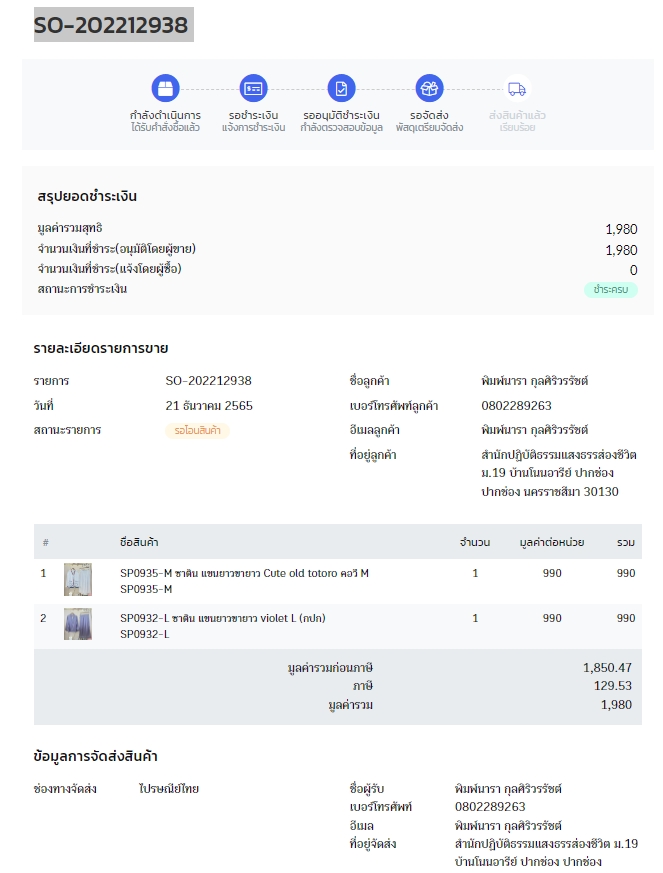 SO-202212938
กำลังดำเนินการ รอชำระเงิน รออนุมัติชำระเงิน รอจัดส่ง ส่งสินค้าแล้ว
ได้รับคำสั่งซื้อแล้ว แจ้งการชำระเงิน กำลังตรวจสอบข้อมูล พัสดุเตรียมจัดส่ง เรียบร้อย
สรุปยอดชำระเงิน
มูลค่ารวมสุทธิ 1,980
จำนวนเงินที่ชำระ(อนุมัติโดยผู้ขาย) 1,980
จำนวนเงินที่ชำระ(แจ้งโดยผู้ซื้อ) 0
สถานะการชำระเงิน ชำระครบ
รายละเอียดรายการขาย
รายการ SO-202212938 ชื่อลูกค้า พิมพ์นารา กุลศิริวรรัชต์
วันที่ 21 ธันวาคม 2565 เบอร์โทรศัพท์ลูกค้า 0802289263
สถานะรายการ รอโอนสินค้า อีเมลลูกค้า พิมพ์นารา กุลศิริวรรัชต์
ที่อยู่ลูกค้า สำนักปฏิบัติธรรมแสงธรรส่องชีวิต
ม.19 บ้านโนนอารีย์ ปากช่อง
ปากช่อง นครราชสีมา 30130
# ชื่อสินค้า จำนวน มูลค่าต่อหน่วย รวม
1 SP0935-M ซาติน แขนยาวขายาว Cute old totoro คอวี M 1 990 990
SP0935-M
2 SP0932-L ซาติน แขนยาวขายาว violet L (กปก) 1 990 990
SP0932-L
มูลค่ารวมก่อนภาษี 1,850.47
ภาษี 129.53
มูลค่ารวม 1,980
ข้อมูลการจัดส่งสินค้า
ช่องทางจัดส่ง ไปรษณีย์ไทย ชื่อผู้รับ พิมพ์นารา กุลศิริวรรัชต์
เบอร์โทรศัพท์ 0802289263
อีเมล พิมพ์นารา กุลศิริวรรัชต์
ที่อยู่จัดส่ง สำนักปฏิบัติธรรมแสงธรรส่องชีวิต ม.19
บ้านโนนอารีย์ ปากช่อง ปากช่อง